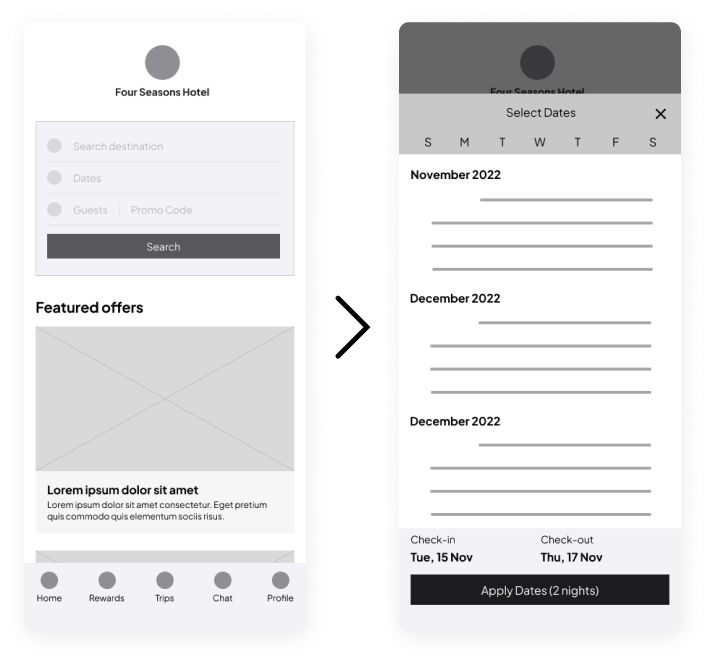 Four Seasons Hotel
Search destination
Dates
Guests Promo Code
Search
Featured offers
Lorem ipsum dolor sit amet
Lorem ipsum dolor sit amet consectetur. Eget pretium
quis commodo quis elementum sociis risus.
Home Rewards Trips Chat Profile
Four Seasons Hotel
Select Dates
S M T W T F S
November 2022
December 2022
December 2022
Check-in Check-out
Tue, 15 Nov Thu, 17 Nov
Apply Dates (2 nights)